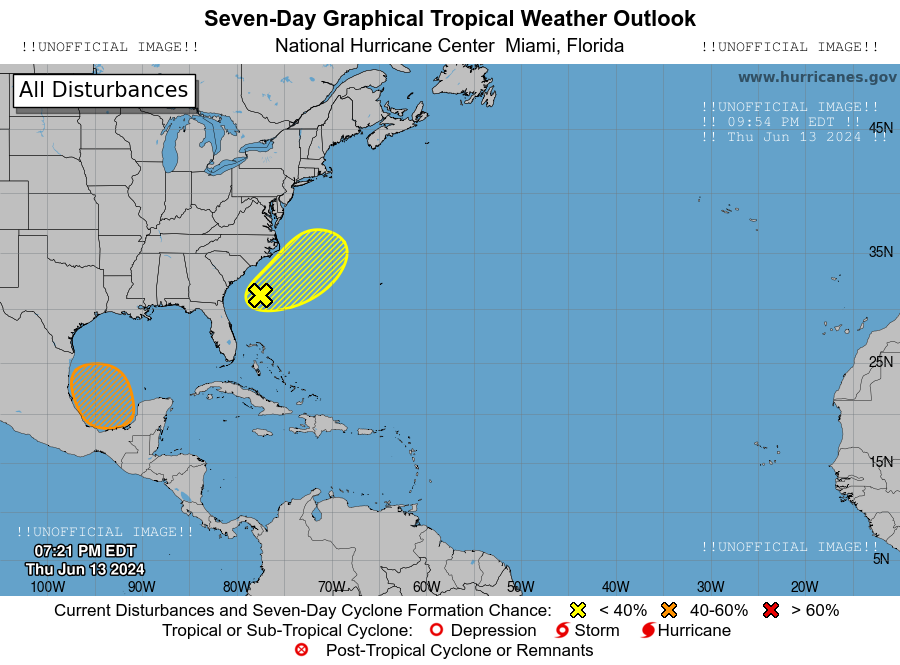 Seven-Day Graphical Tropical Weather Outlook
!!UNOFFICIAL IMAGE!! National Hurricane Center Miami, Florida !!UNOFFICIAL IMAGE!!
All Disturbances
www.hurricanes.gov
!!UNOFFICIAL IMAGE!!
!! 09:54 PM EDT !!
!! Thu Jun 13 2024 !!
45N
35N
25N
15N
!!UNOFFICIAL IMAGE!!
07:21 PM EDT
Thu Jun 13 2024
!!UNOFFICIAL IMAGE!!
5N
100W 90W 80W 70W 60W 50W 40W 30W 20W
Current Disturbances and Seven-Day Cyclone Formation Chance: < 40% 40-60% > 60%
Tropical or Sub-Tropical Cyclone: Depression Storm Hurricane
Post-Tropical Cyclone or Remnants